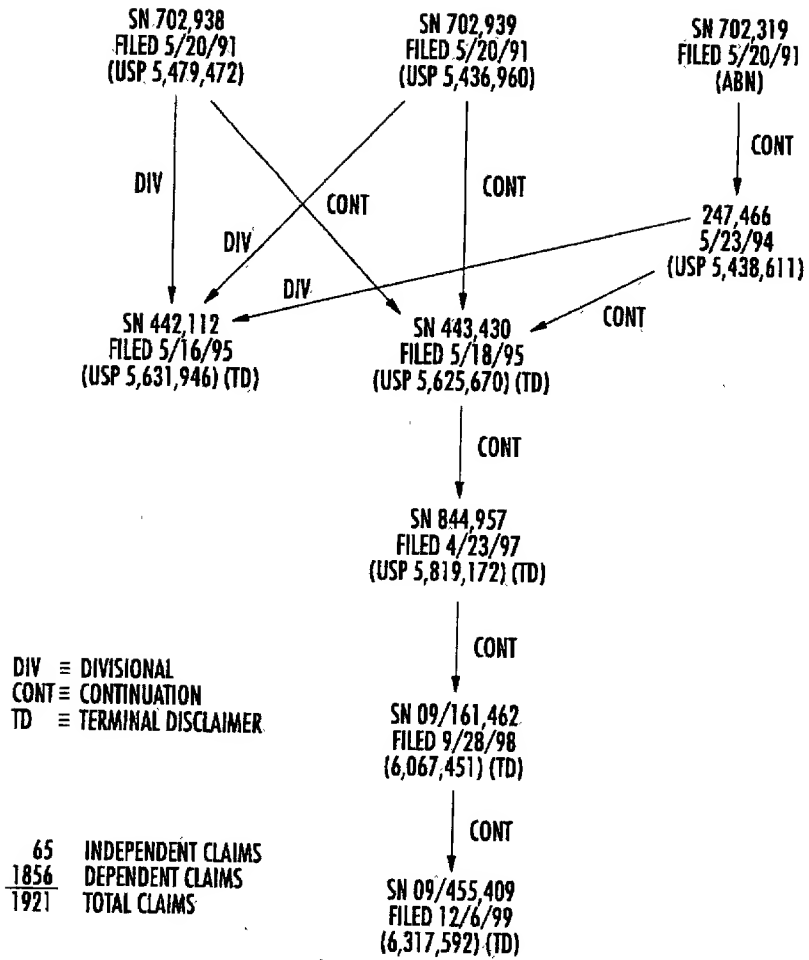 SN 702,938
FILED 5/20/91
(USP 5,479,472)
SN 702,939
FILED 5/20/91
(USP 5,436,960)
SN 702,319
FILED 5/20/91
(ABN)
DIV
DIV
CONT
CONT
CONT
247,466
5/23/94
(USP 5,438,611)
DIV
CONT
SN 442,112
FILED 5/16/95
(USP 5,631,946) (TD)
SN 443,430
FILED 5/18/95
(USP 5,625,670) (TD)
CONT
SN 844,957
FILED 4/23/97
(USP 5,819,172) (TD)
CONT
DIV ≡ DIVISIONAL
CONT ≡ CONTINUATION
TD ≡ TERMINAL DISCLAIMER
SN 09/161,462
FILED 9/28/98
(6,067,451) (TD)
CONT
65 INDEPENDENT CLAIMS
1856 DEPENDENT CLAIMS
1921 TOTAL CLAIMS
SN 09/455,409
FILED 12/6/99
(6,317,592) (TD)